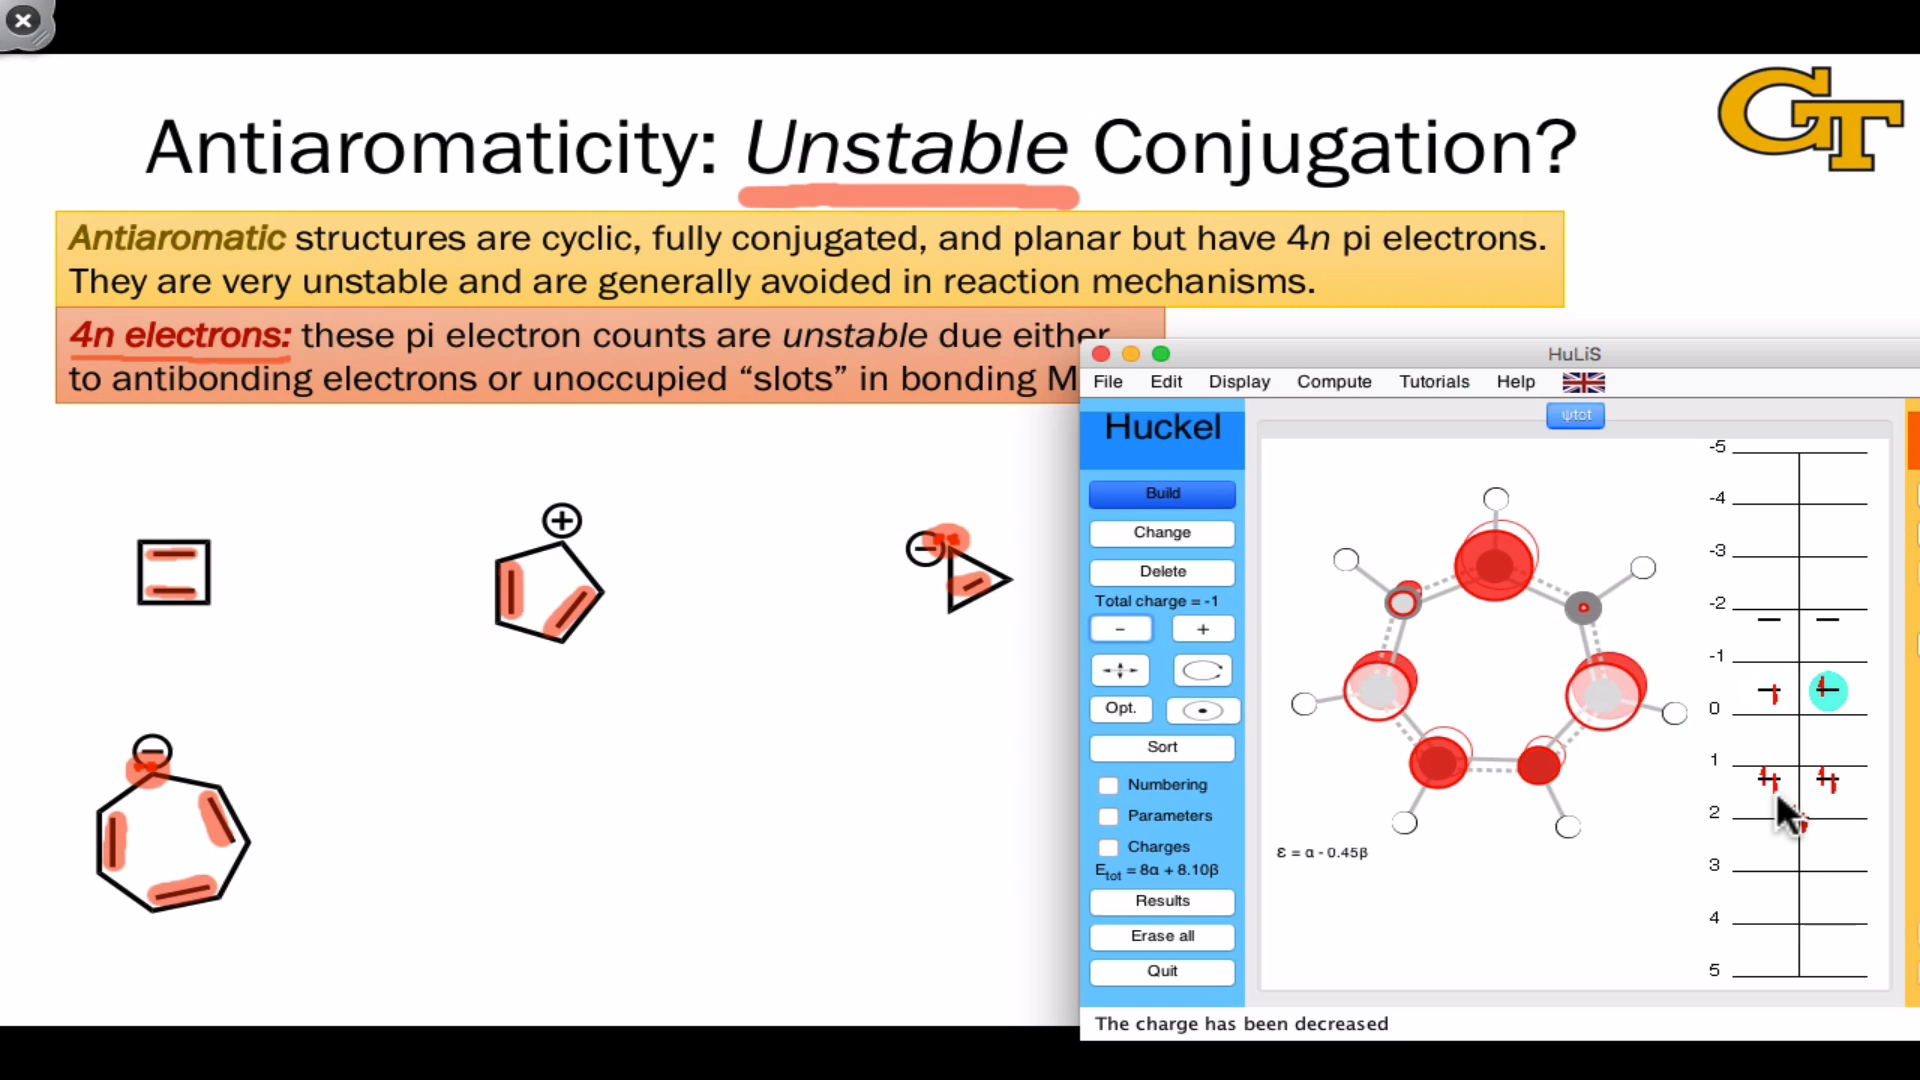 GT
Antiaromaticity: Unstable Conjugation?
Antiaromatic structures are cyclic, fully conjugated, and planar but have 4n pi electrons.
They are very unstable and are generally avoided in reaction mechanisms.
4n electrons: these pi electron counts are unstable due either
to antibonding electrons or unoccupied “slots” in bonding M
HuLiS
File Edit Display Compute Tutorials Help
Huckel
Build
Change
Delete
Total charge = -1
- +
Opt.
Sort
Numbering
Parameters
Charges
Etot = 8α + 8.10β
Results
Erase all
Quit
ψtot
ε = α - 0.45β
-5
-4
-3
-2
-1
0
1
2
3
4
5
The charge has been decreased